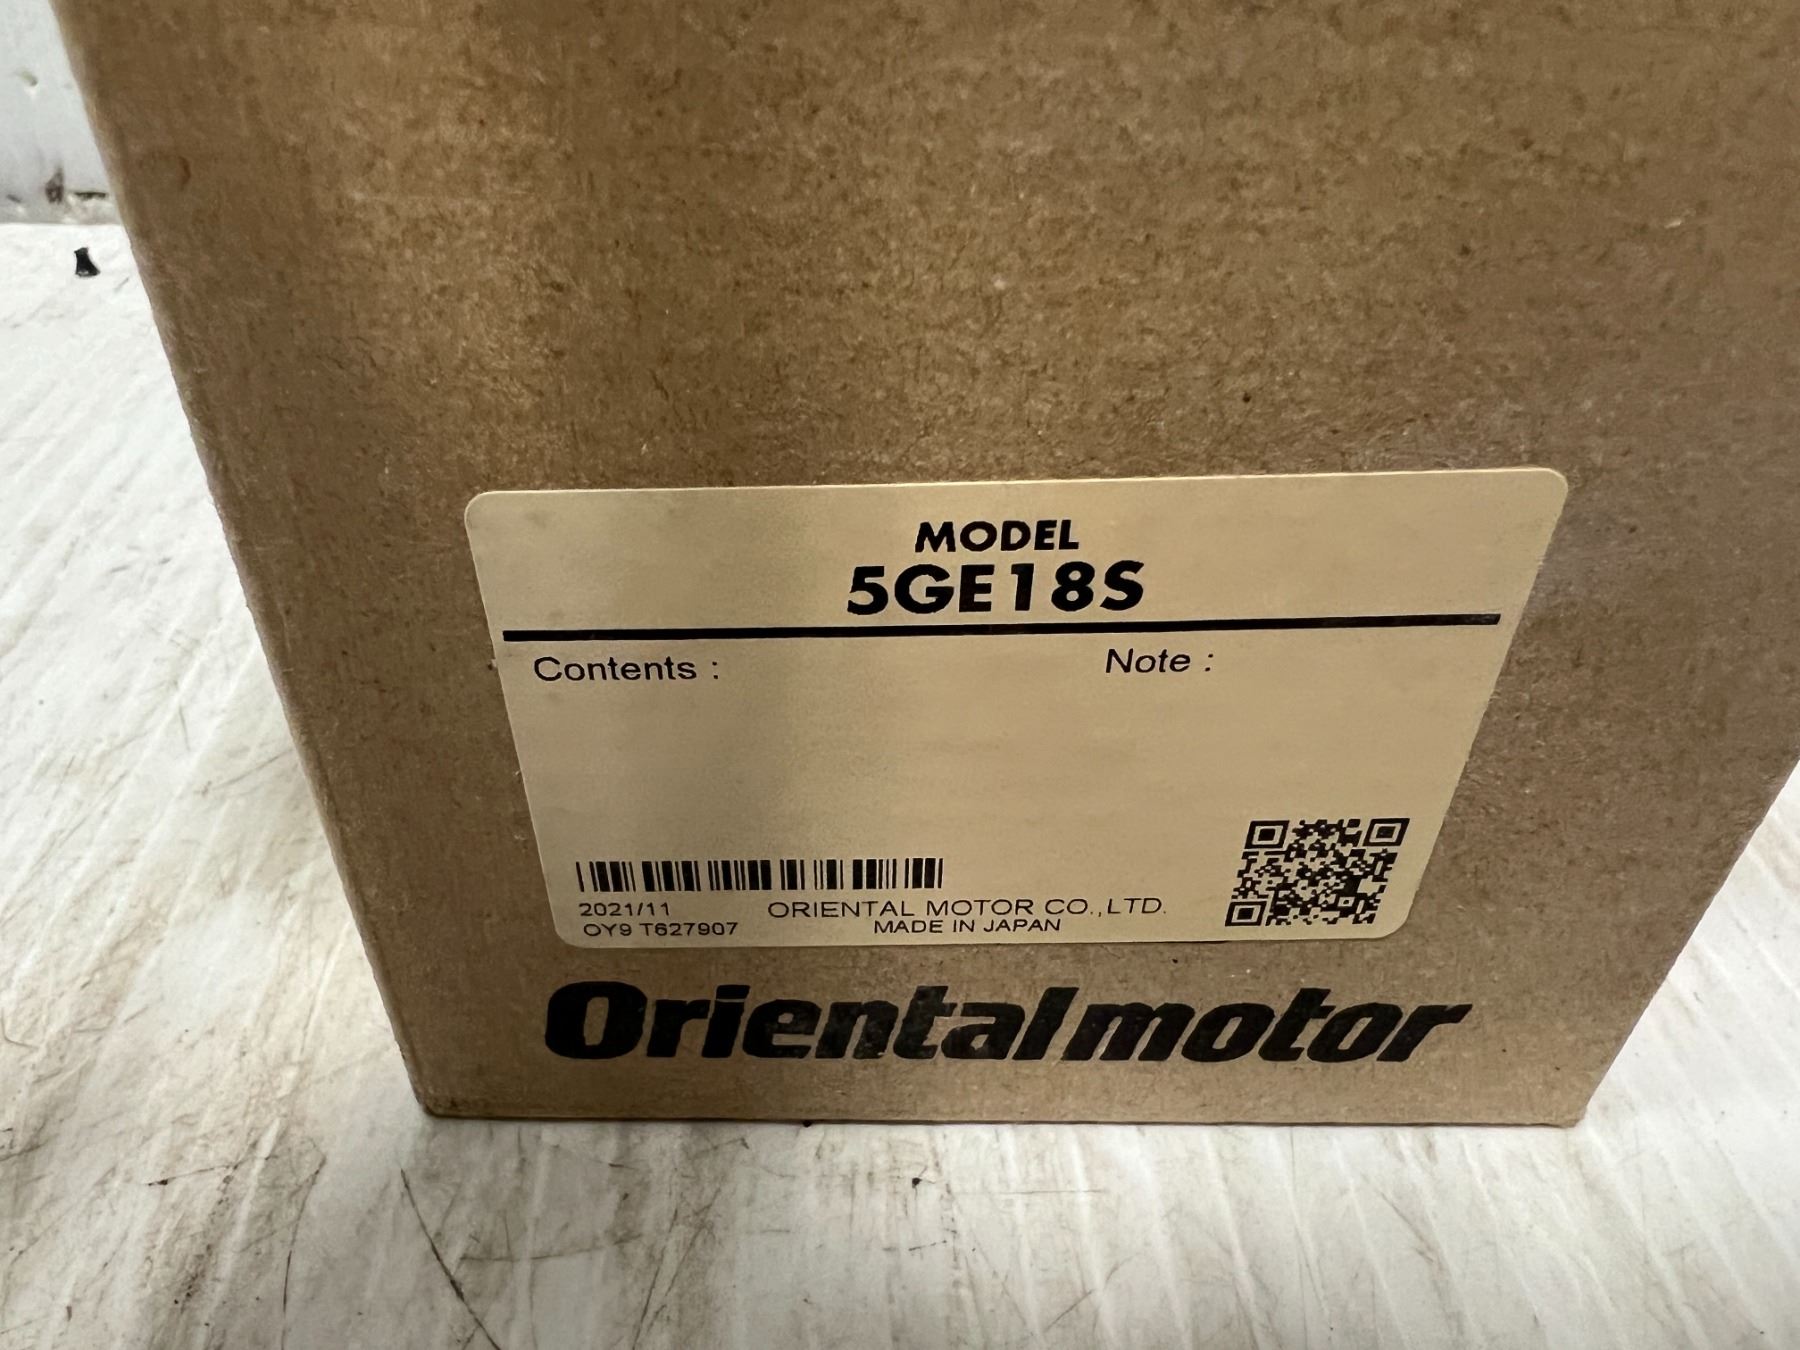 MODEL
5GE18S
Contents :
Note :
2021/11
OY9 T627907
ORIENTAL MOTOR CO.,LTD.
MADE IN JAPAN
Orientalmotor